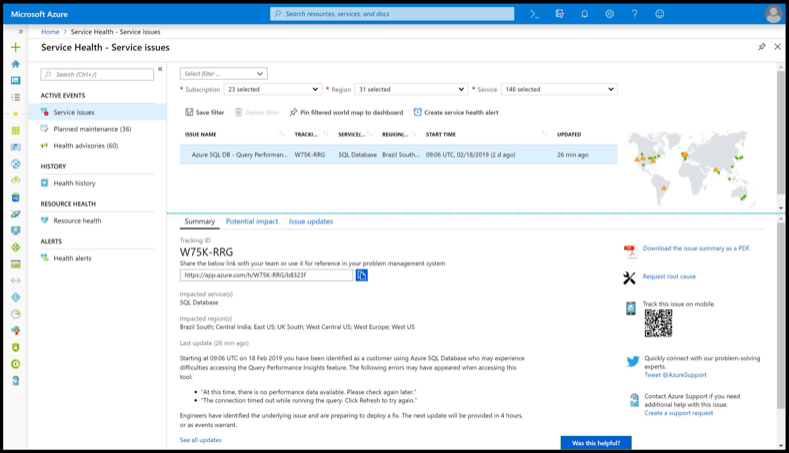 Microsoft Azure
Search resources, services, and docs
Home > Service Health - Service issues
Service Health - Service issues
Search (Ctrl+/)
ACTIVE EVENTS
Service issues
Planned maintenance (36)
Health advisories (60)
HISTORY
Health history
RESOURCE HEALTH
Resource health
ALERTS
Health alerts
Select filter ...
* Subscription 23 selected * Region 31 selected * Service 146 selected
Save filter Delete filter Pin filtered world map to dashboard Create service health alert
ISSUE NAME TRACKI... SERVICE(... REGION(... START TIME UPDATED
Azure SQL DB - Query Performan... W75K-RRG SQL Database Brazil South... 09:06 UTC, 02/18/2019 (2 d ago) 26 min ago
Summary Potential impact Issue updates
Tracking ID
W75K-RRG
Share the below link with your team or use it for reference in your problem management system
https://app.azure.com/h/W75K-RRG/b8323f
Impacted service(s)
SQL Database
Impacted region(s)
Brazil South; Central India; East US; UK South; West Central US; West Europe; West US
Last update (26 min ago)
Starting at 09:06 UTC on 18 Feb 2019 you have been identified as a customer using Azure SQL Database who may experience
difficulties accessing the Query Performance Insights feature. The following errors may have appeared when accessing this
tool:
• "At this time, there is no performance data available. Please check again later."
• "The connection timed out while running the query. Click Refresh to try again."
Engineers have identified the underlying issue and are preparing to deploy a fix. The next update will be provided in 4 hours,
or as events warrant.
See all updates
Download the issue summary as a PDF.
Request root cause
Track this issue on mobile.
Quickly connect with our problem-solving
experts.
Tweet @AzureSupport
Contact Azure Support if you need
additional help with this issue.
Create a support request
Was this helpful?